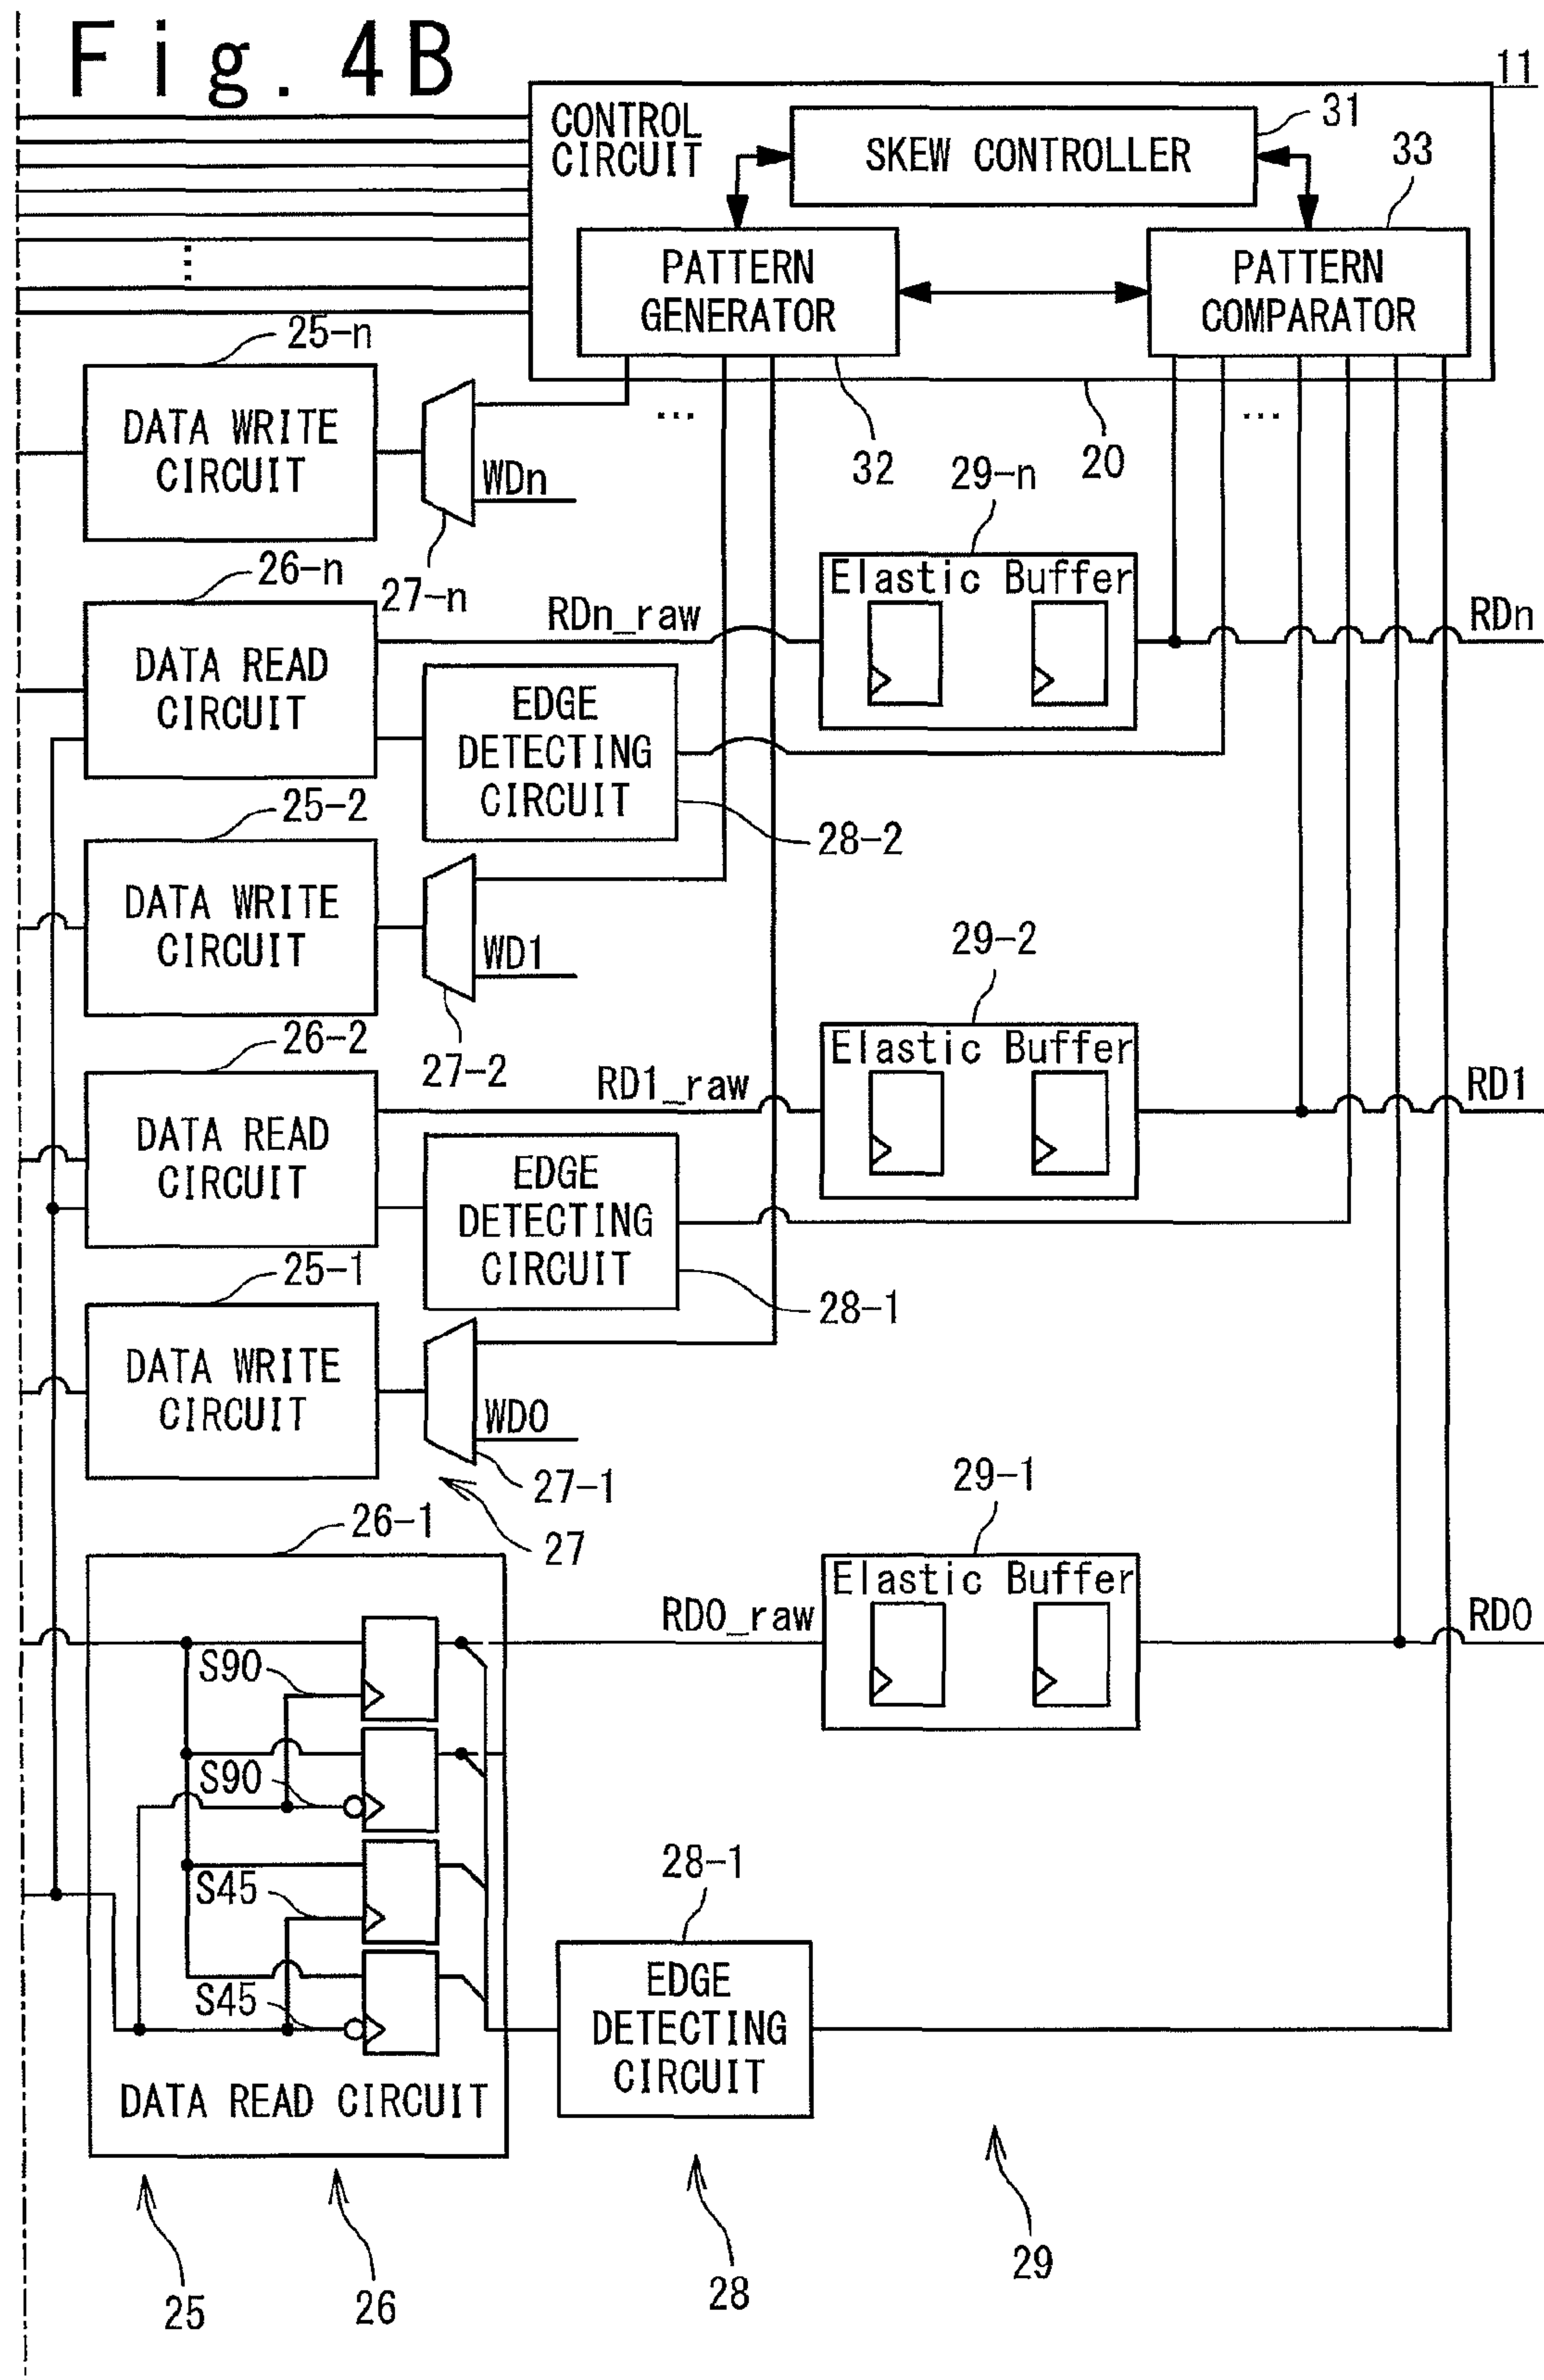 Fig. 4B
11
CONTROL
CIRCUIT
SKEW CONTROLLER
31
33
PATTERN
GENERATOR
PATTERN
COMPARATOR
...
...
...
32
20
25-n
DATA WRITE
CIRCUIT
WDn
27-n
26-n
DATA READ
CIRCUIT
RDn_raw
29-n
Elastic Buffer
RDn
EDGE
DETECTING
CIRCUIT
28-2
25-2
DATA WRITE
CIRCUIT
WD1
27-2
26-2
DATA READ
CIRCUIT
RD1_raw
29-2
Elastic Buffer
RD1
EDGE
DETECTING
CIRCUIT
28-1
25-1
DATA WRITE
CIRCUIT
WD0
27-1
27
26-1
S90
S90
S45
S45
DATA READ CIRCUIT
RD0_raw
29-1
Elastic Buffer
RD0
28-1
EDGE
DETECTING
CIRCUIT
25
26
28
29